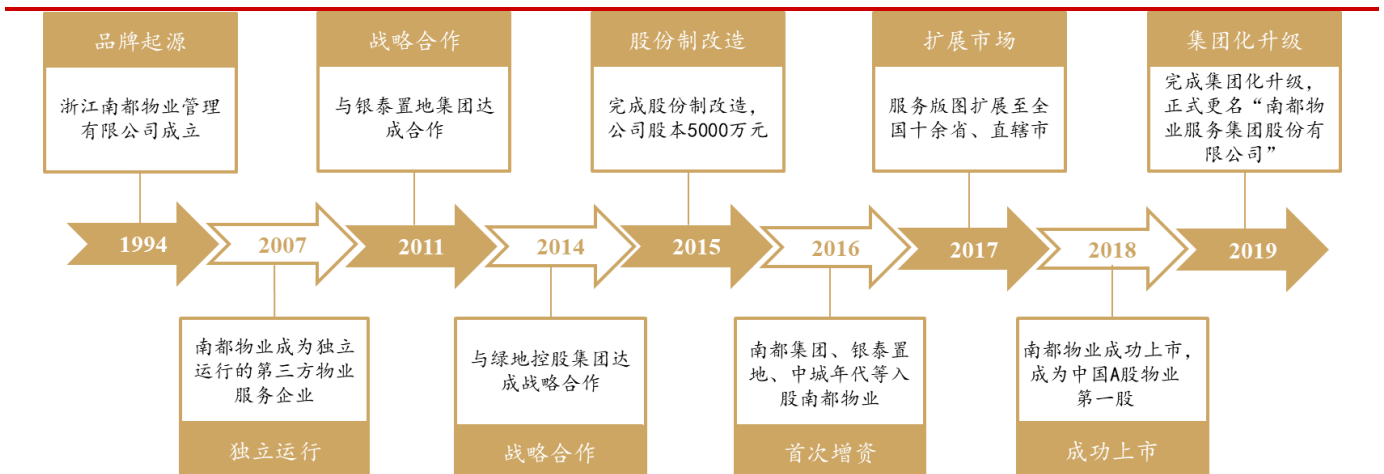 品牌起源
浙江南都物业管理
有限公司成立
战略合作
与银泰置地集团达
成合作
股份制改造
完成股份制改造，
公司股本5000万元
扩展市场
服务版图扩展至全
国十余省、直辖市
集团化升级
完成集团化升级，
正式更名“南都物
业服务集团股份有
限公司”
1994
2007
2011
2014
2015
2016
2017
2018
2019
南都物业成为独立
运行的第三方物业
服务企业
独立运行
与绿地控股集团达
成战略合作
战略合作
南都集团、银泰置
地、中城年代等入
股南都物业
首次增资
南都物业成功上市，
成为中国A股物业
第一股
成功上市